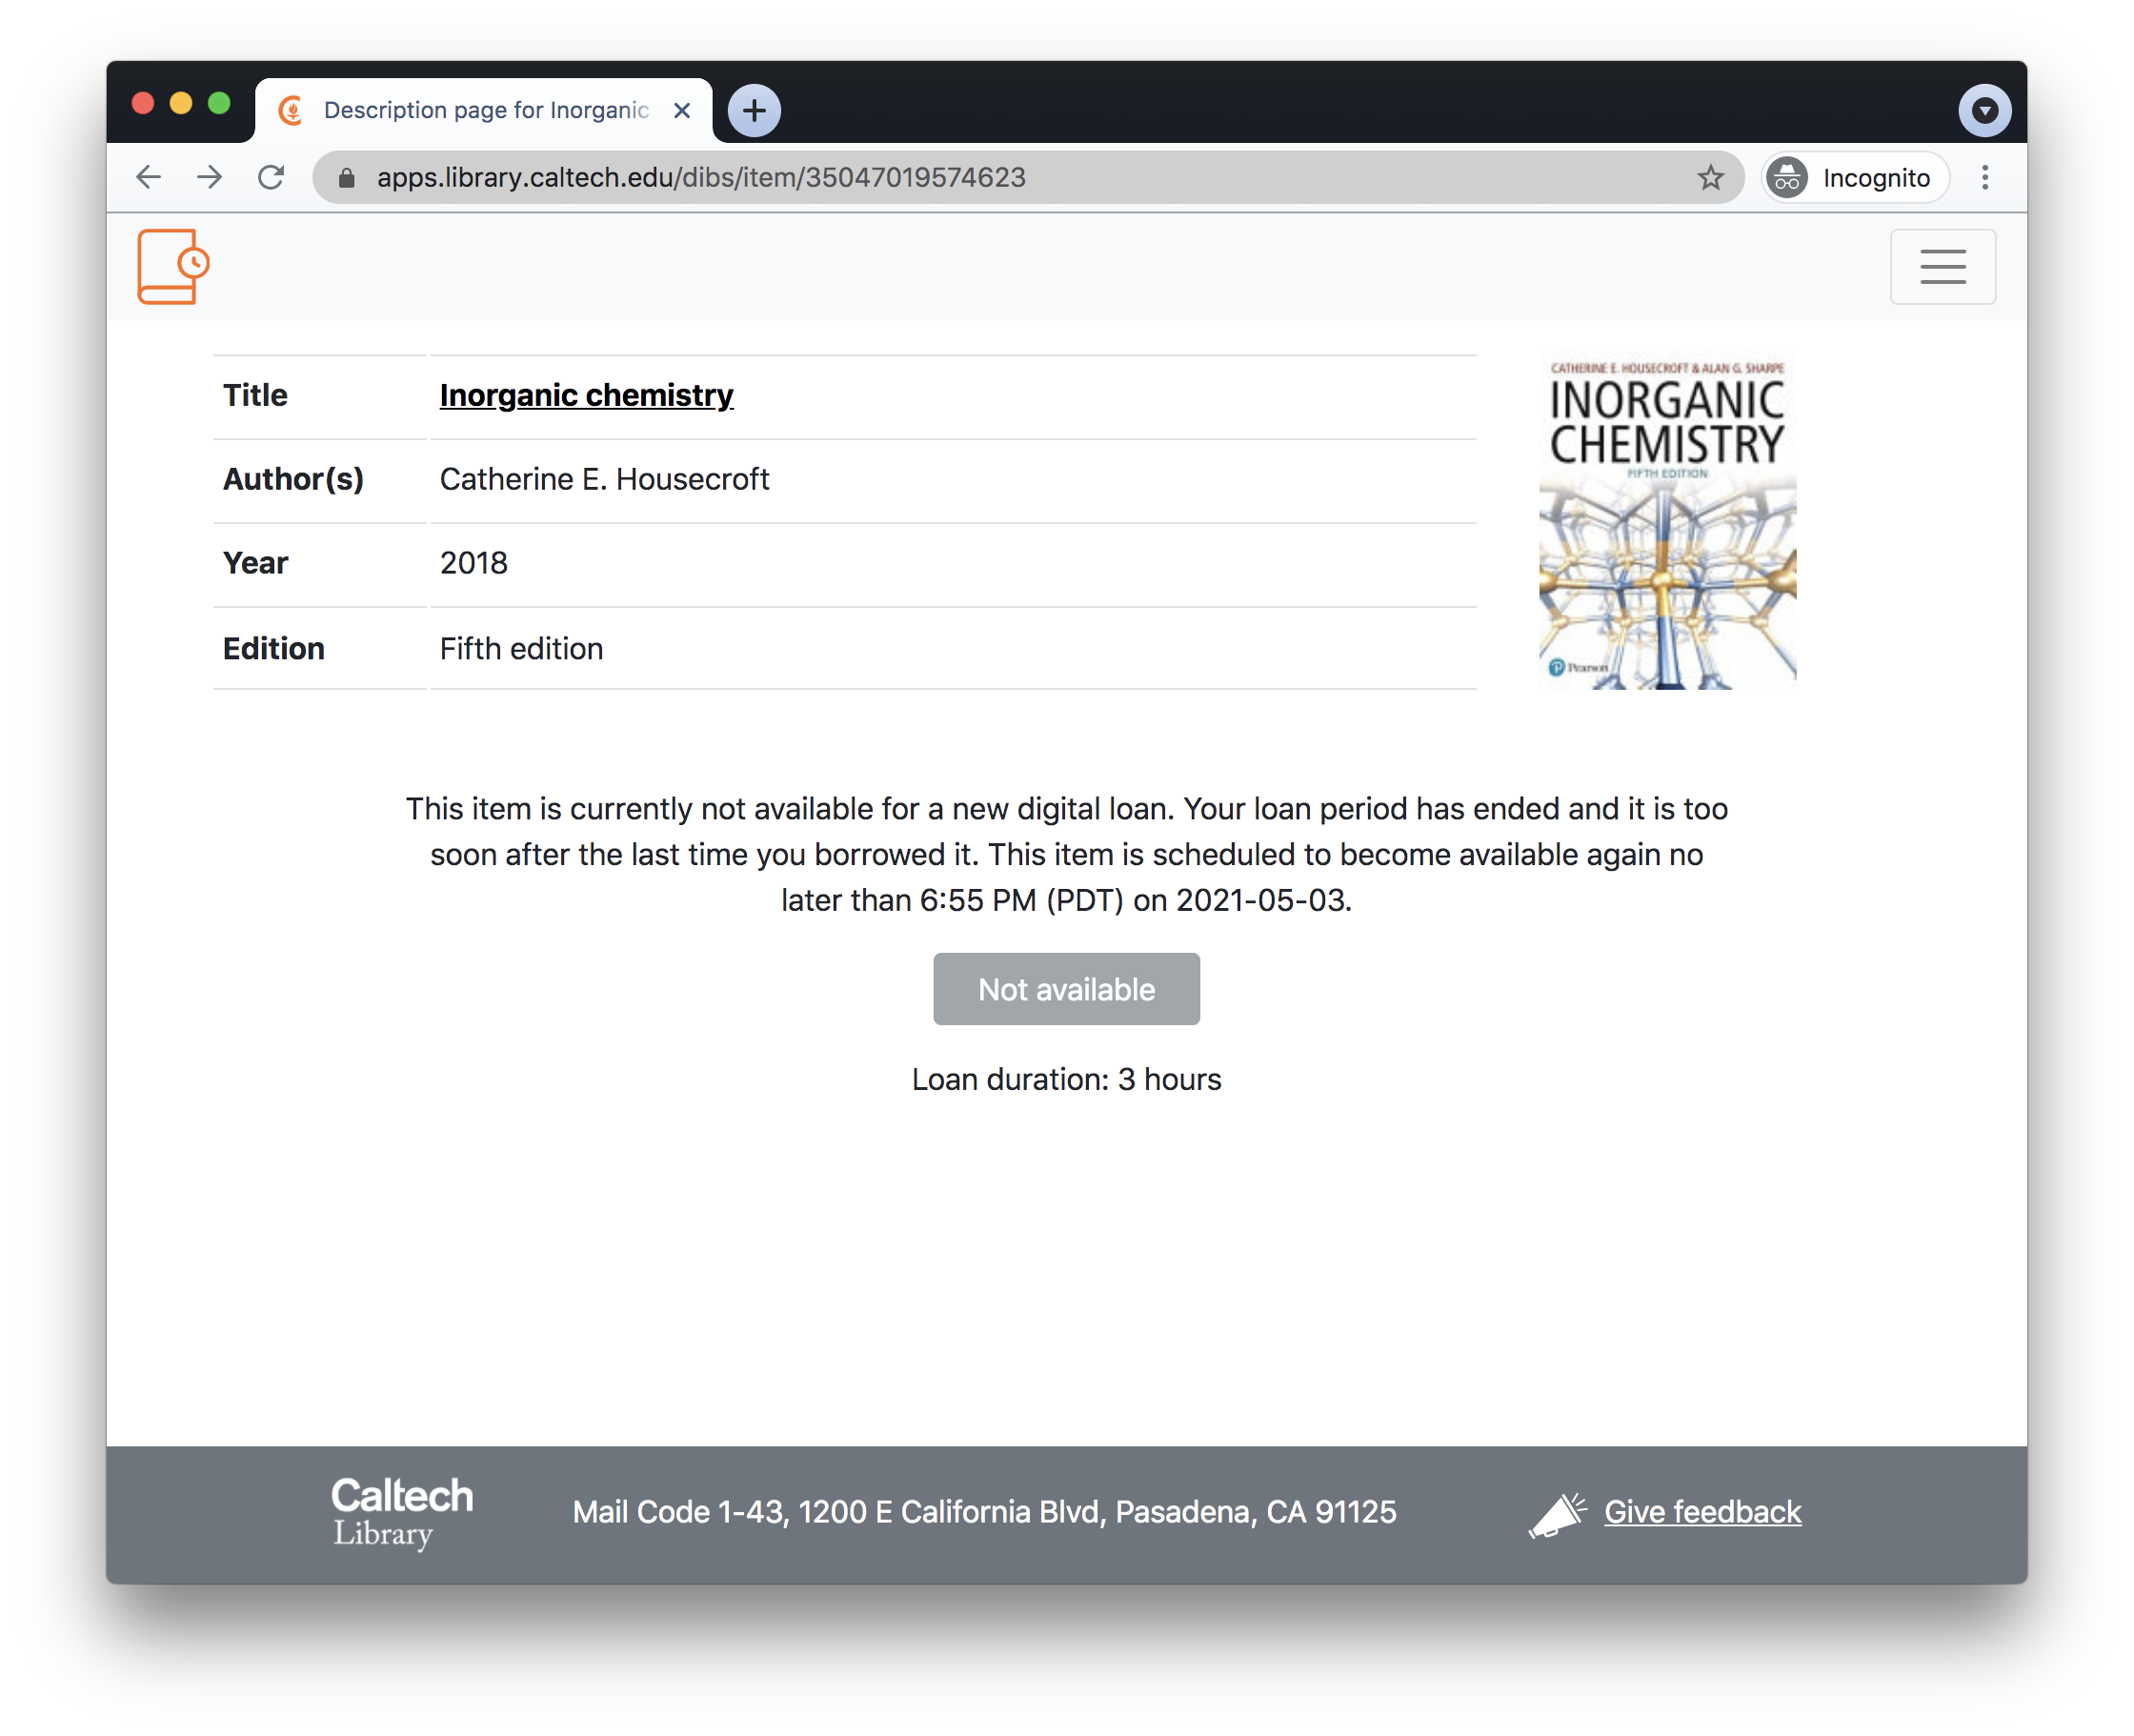 Description page for Inorganic
apps.library.caltech.edu/dibs/item/35047019574623
Incognito
Title Inorganic chemistry
Author(s) Catherine E. Housecroft
Year 2018
Edition Fifth edition
CATHERINE E. HOUSECROFT & ALAN G. SHARPE
INORGANIC
CHEMISTRY
FIFTH EDITION
Pearson
This item is currently not available for a new digital loan. Your loan period has ended and it is too
soon after the last time you borrowed it. This item is scheduled to become available again no
later than 6:55 PM (PDT) on 2021-05-03.
Not available
Loan duration: 3 hours
Caltech
Library
Mail Code 1-43, 1200 E California Blvd, Pasadena, CA 91125
Give feedback